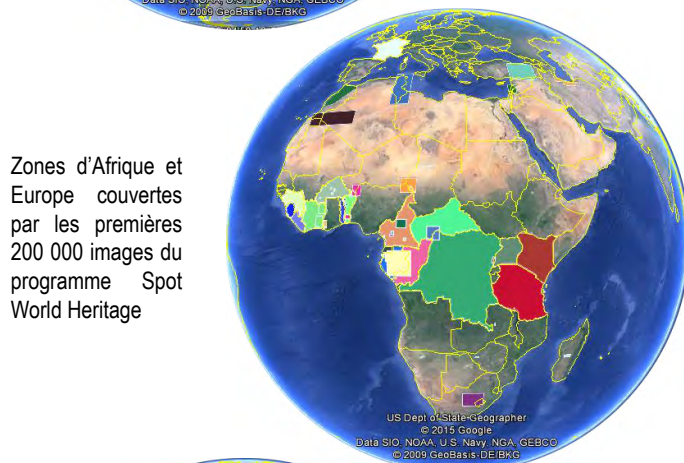 Data SIO, NOAA, U.S. Navy, NGA, GEBCO
© 2009 GeoBasis-DE/BKG
Zones d’Afrique et
Europe couvertes
par les premières
200 000 images du
programme Spot
World Heritage
US Dept of State Geographer
© 2015 Google
Data SIO, NOAA, U.S. Navy, NGA, GEBCO
© 2009 GeoBasis-DE/BKG